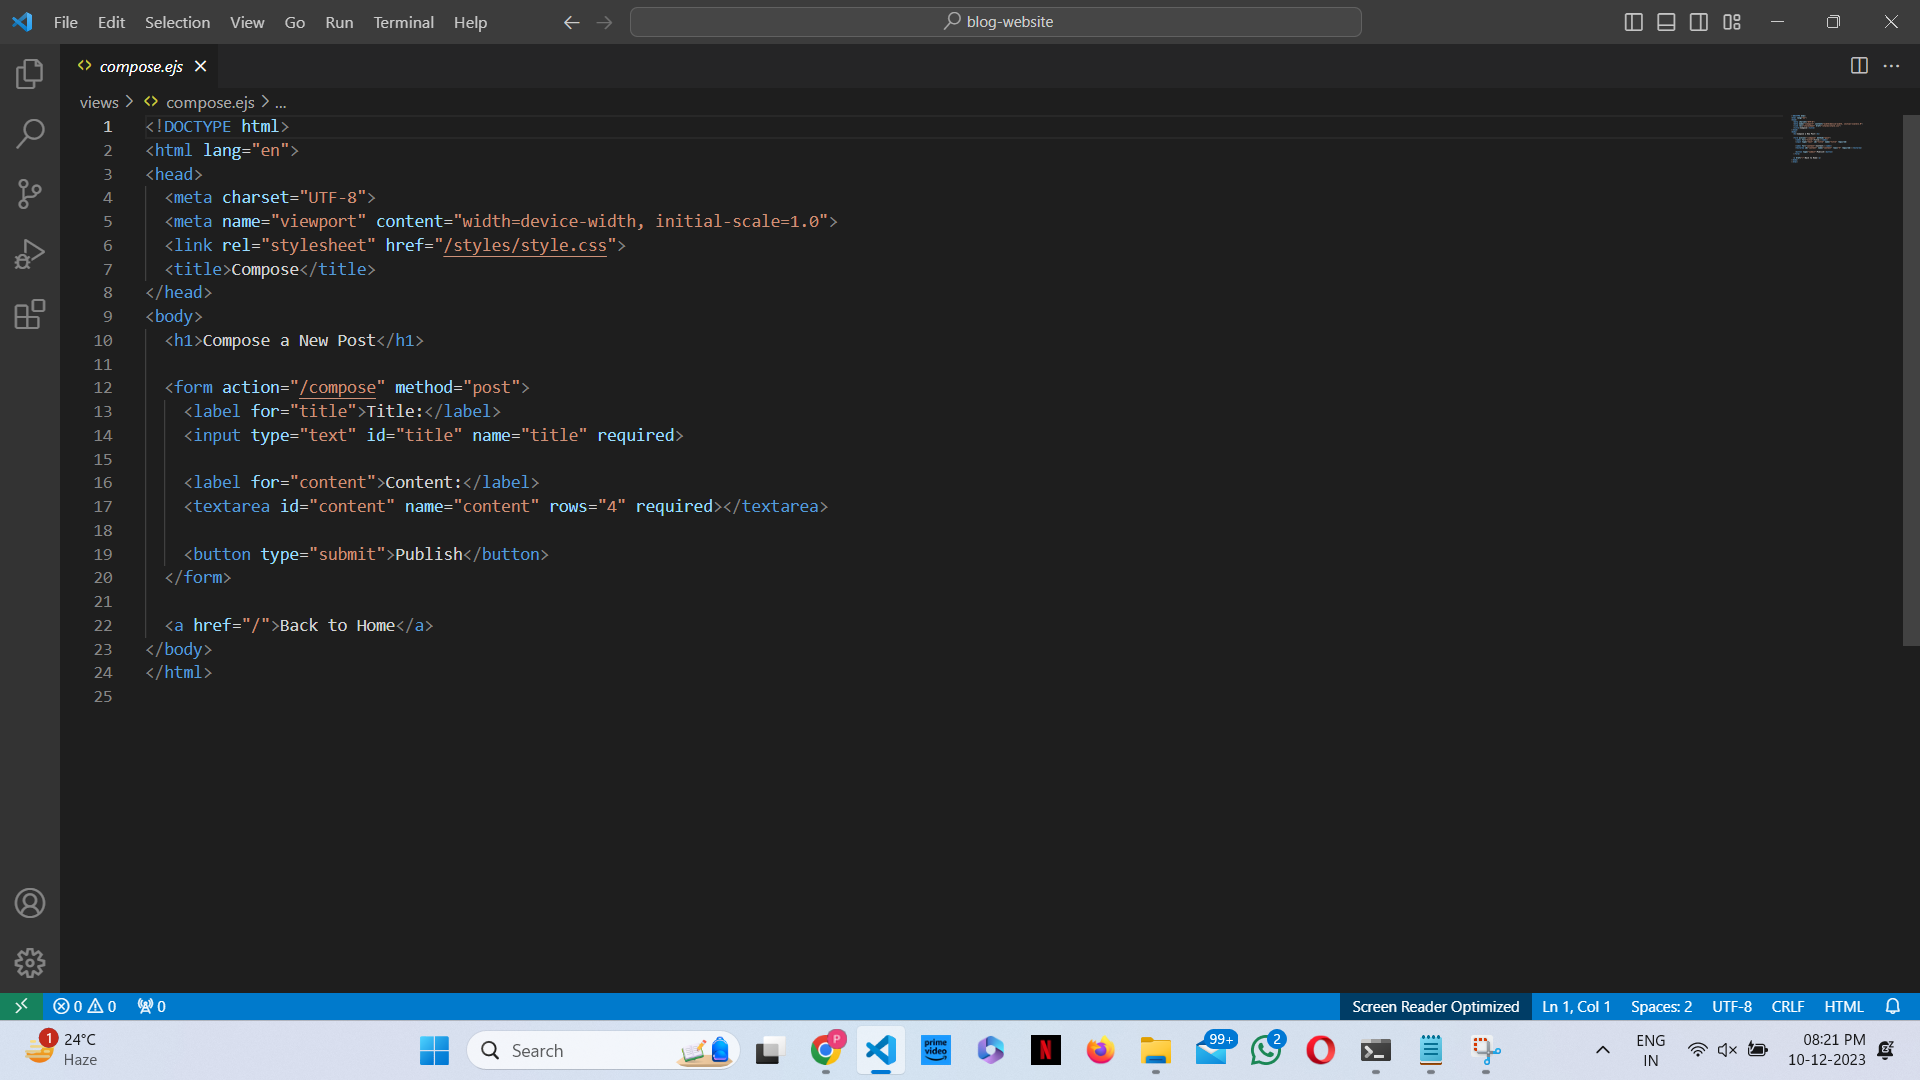 File Edit Selection View Go Run Terminal Help
blog-website
compose.ejs
views > compose.ejs > ...
1 <!DOCTYPE html>
2 <html lang="en">
3 <head>
4 <meta charset="UTF-8">
5 <meta name="viewport" content="width=device-width, initial-scale=1.0">
6 <link rel="stylesheet" href="/styles/style.css">
7 <title>Compose</title>
8 </head>
9 <body>
10 <h1>Compose a New Post</h1>
11
12 <form action="/compose" method="post">
13 <label for="title">Title:</label>
14 <input type="text" id="title" name="title" required>
15
16 <label for="content">Content:</label>
17 <textarea id="content" name="content" rows="4" required></textarea>
18
19 <button type="submit">Publish</button>
20 </form>
21
22 <a href="/">Back to Home</a>
23 </body>
24 </html>
25
0 0 0 Screen Reader Optimized Ln 1, Col 1 Spaces: 2 UTF-8 CRLF HTML
1 24°C
Haze
Search
P
prime video
N
99+
2
ENG
IN
08:21 PM
10-12-2023